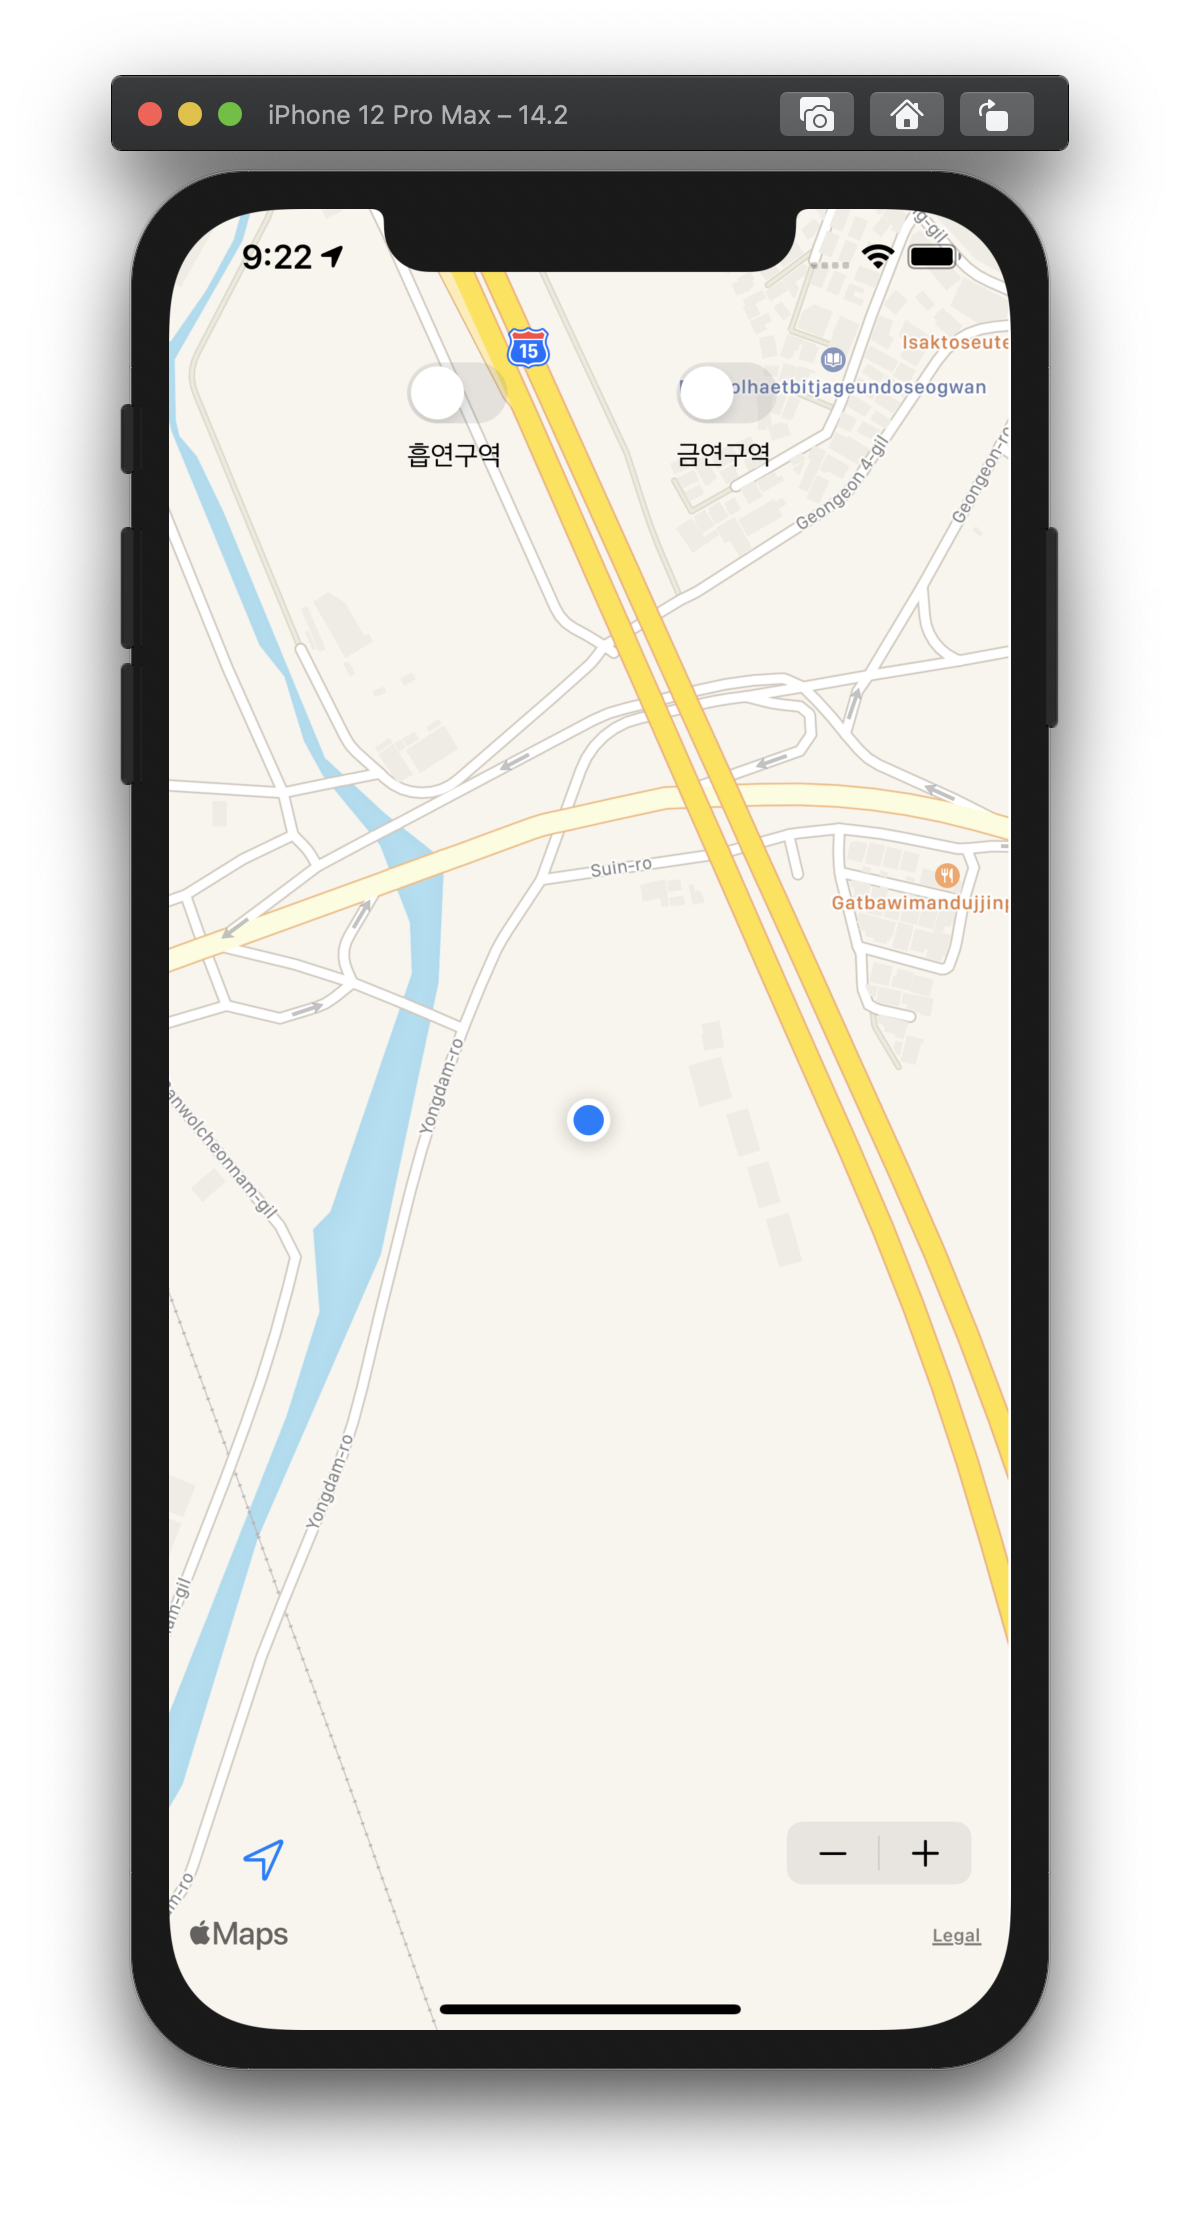 iPhone 12 Pro Max – 14.2
9:22
15
Isaktoseute
olhaetbitjageundoseogwan
흡연구역
금연구역
Geongeon 4-gil
Geongeon-ro
Suin-ro
Gatbawimandujjin
Yongdam-ro
anwolcheonnam-gil
Yongdam-ro
am-gil
m-ro
Maps
Legal